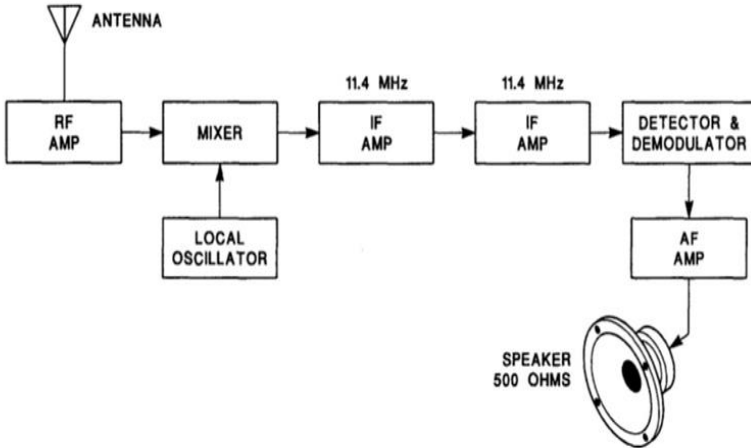 ANTENNA
11.4 MHz
11.4 MHz
RF
AMP
MIXER
IF
AMP
IF
AMP
DETECTOR &
DEMODULATOR
LOCAL
OSCILLATOR
AF
AMP
SPEAKER
500 OHMS